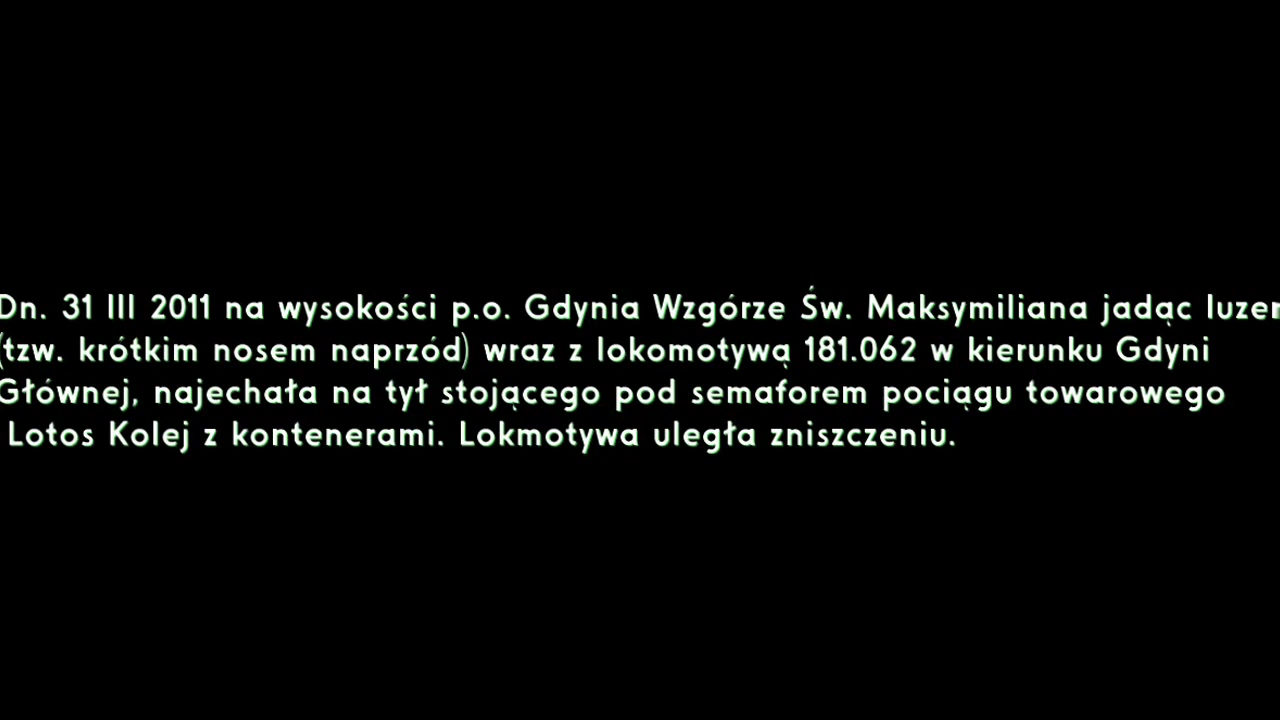 Dn. 31 III 2011 na wysokości p.o. Gdynia Wzgórze Św. Maksymiliana jadąc luzem
(tzw. krótkim nosem naprzód) wraz z lokomotywą 181.062 w kierunku Gdyni
Głównej, najechała na tył stojącego pod semaforem pociągu towarowego
Lotos Kolej z kontenerami. Lokmotywa uległa zniszczeniu.